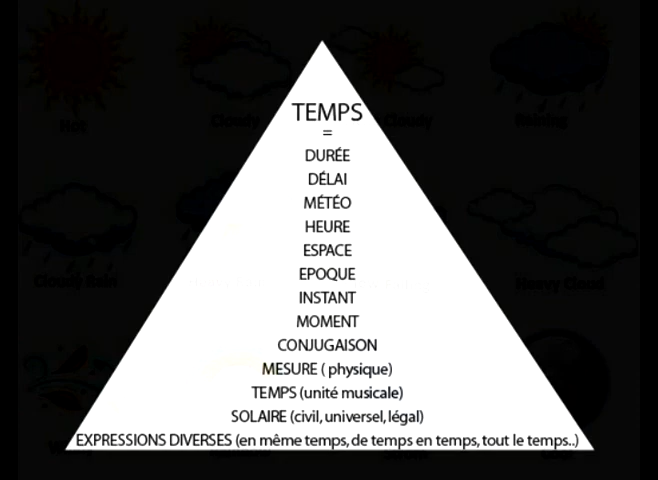 Hot
Cloudy
Cloudy
Raining
TEMPS
=
DURÉE
DÉLAI
MÉTÉO
HEURE
ESPACE
EPOQUE
INSTANT
MOMENT
CONJUGAISON
MESURE ( physique)
TEMPS (unité musicale)
SOLAIRE (civil, universel, légal)
EXPRESSIONS DIVERSES (en même temps, de temps en temps, tout le temps..)
Cloudy Rain
Heavy Cloud